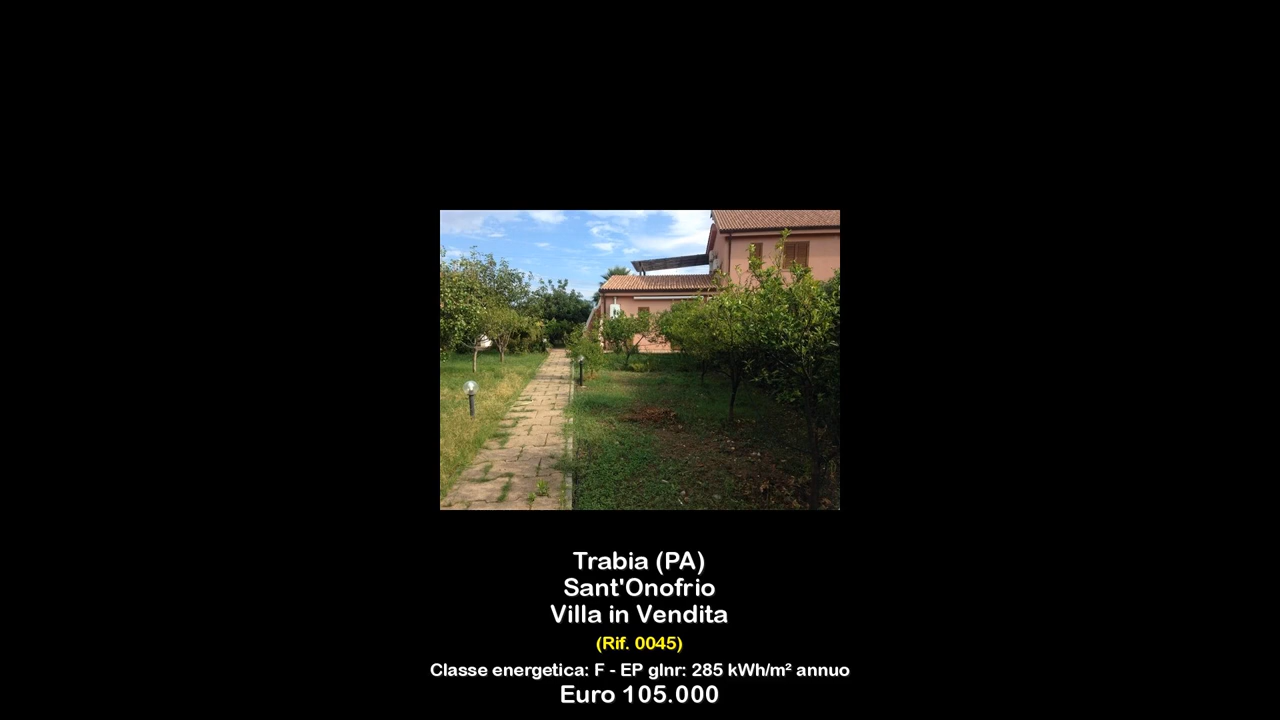 Trabia (PA)
Sant'Onofrio
Villa in Vendita
(Rif. 0045)
Classe energetica: F - EP glnr: 285 kWh/m² annuo
Euro 105.000